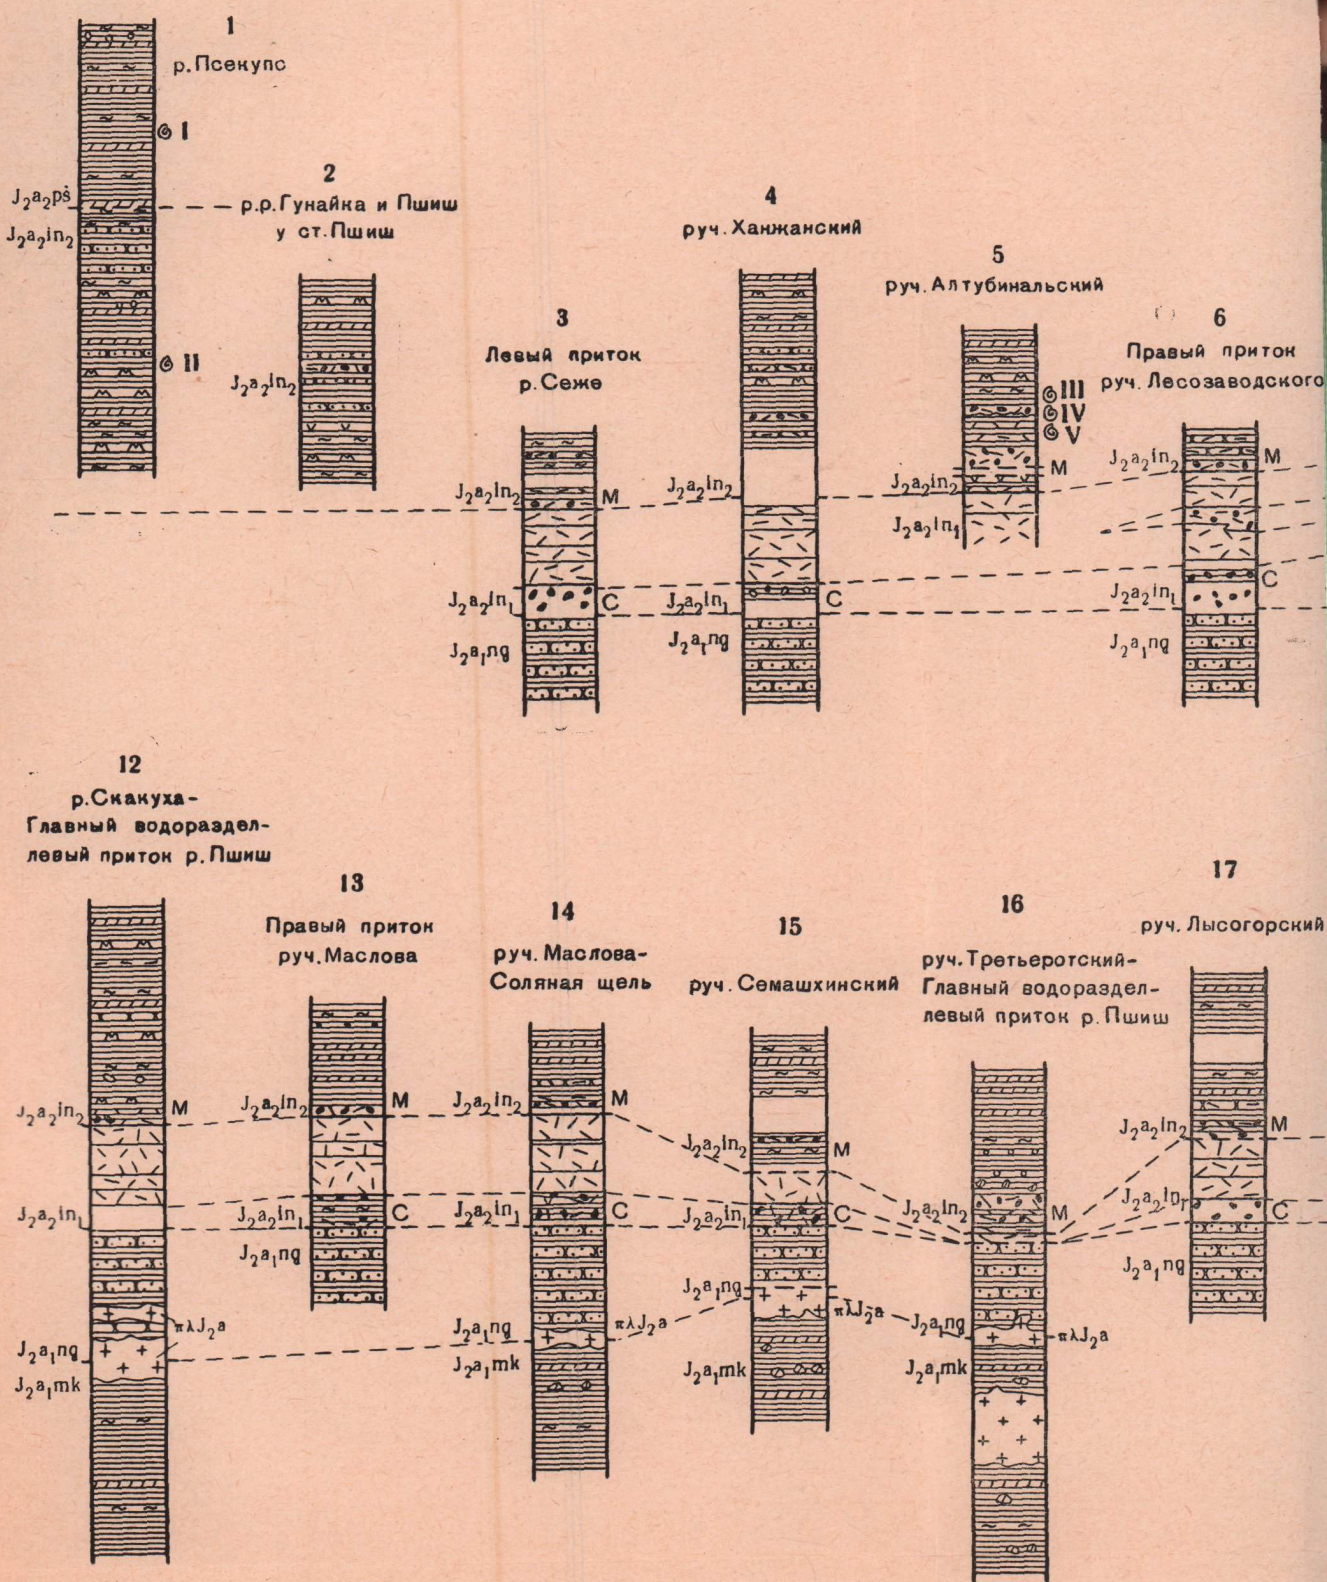 1
р.Псекупс
I
J₂a₂pš
J₂a₂in₂
II
2
р.р.Гунайка и Пшиш
у ст.Пшиш
J₂a₂in₂
3
Левый приток
р.Сеже
J₂a₂in₂
M
J₂a₂in₁
C
J₂a₁ng
4
руч.Ханжанский
J₂a₂in₂
J₂a₂in₁
C
J₂a₁ng
5
руч.Алтубинальский
III
IV
V
M
J₂a₂in₂
J₂a₂in₁
6
Правый приток
руч.Лесозаводского
J₂a₂in₂
M
C
J₂a₂in₁
J₂a₁ng
12
р.Скакуха-
Главный водораздел-
левый приток р.Пшиш
J₂a₂in₂
M
J₂a₂in₁
πλJ₂a
J₂a₁ng
J₂a₁mk
13
Правый приток
руч.Маслова
J₂a₂in₂
M
J₂a₂in₁
C
J₂a₁ng
14
руч.Маслова-
Соляная щель
J₂a₂in₂
M
J₂a₂in₁
C
J₂a₁ng
πλJ₂a
J₂a₁mk
15
руч.Семашхинский
J₂a₂in₂
M
J₂a₂in₁
C
J₂a₁ng
πλJ₂a
J₂a₁mk
16
руч.Третьеротский-
Главный водораздел-
левый приток р.Пшиш
J₂a₂in₂
M
J₂a₁ng
πλJ₂a
J₂a₁mk
17
руч.Лысогорский
J₂a₂in₂
M
J₂a₂in₁
C
J₂a₁ng